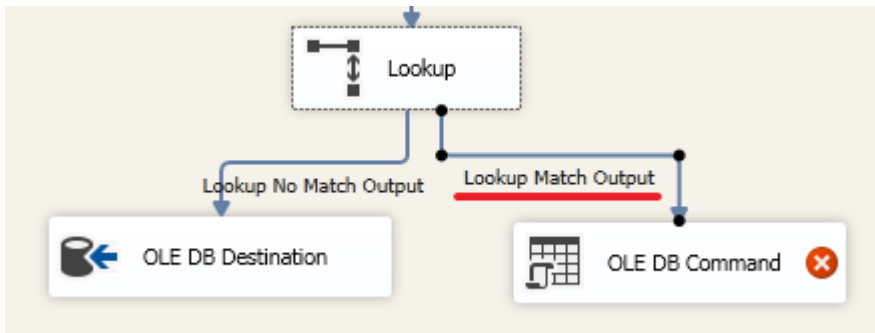 Lookup
Lookup No Match Output
Lookup Match Output
OLE DB Destination
OLE DB Command